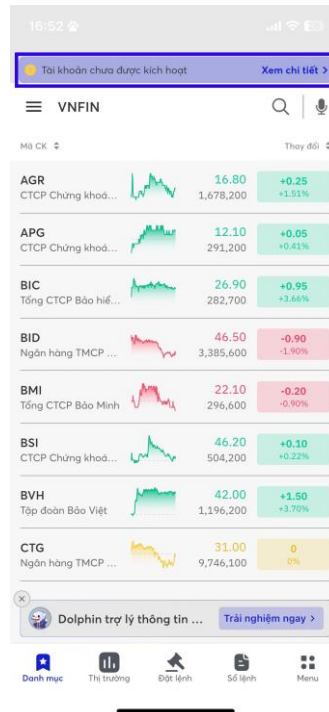 16:52
Tài khoản chưa được kích hoạt Xem chi tiết >
VNFIN
Mã CK Thay đổi
AGR 16.80 +0.25
CTCP Chứng khoá... 1,678,200 +1.51%
APG 12.10 +0.05
CTCP Chứng khoá... 291,200 +0.41%
BIC 26.90 +0.95
Tổng CTCP Bảo hiể... 282,700 +3.66%
BID 46.50 -0.90
Ngân hàng TMCP ... 3,385,600 -1.90%
BMI 22.10 -0.20
Tổng CTCP Bảo Minh 296,600 -0.90%
BSI 46.20 +0.10
CTCP Chứng khoá... 504,200 +0.22%
BVH 42.00 +1.50
Tập đoàn Bảo Việt 1,196,200 +3.70%
CTG 31.00 0
Ngân hàng TMCP ... 9,746,100 0%
Dolphin trợ lý thông tin ... Trải nghiệm ngay >
Danh mục Thị trường Đặt lệnh Sổ lệnh Menu